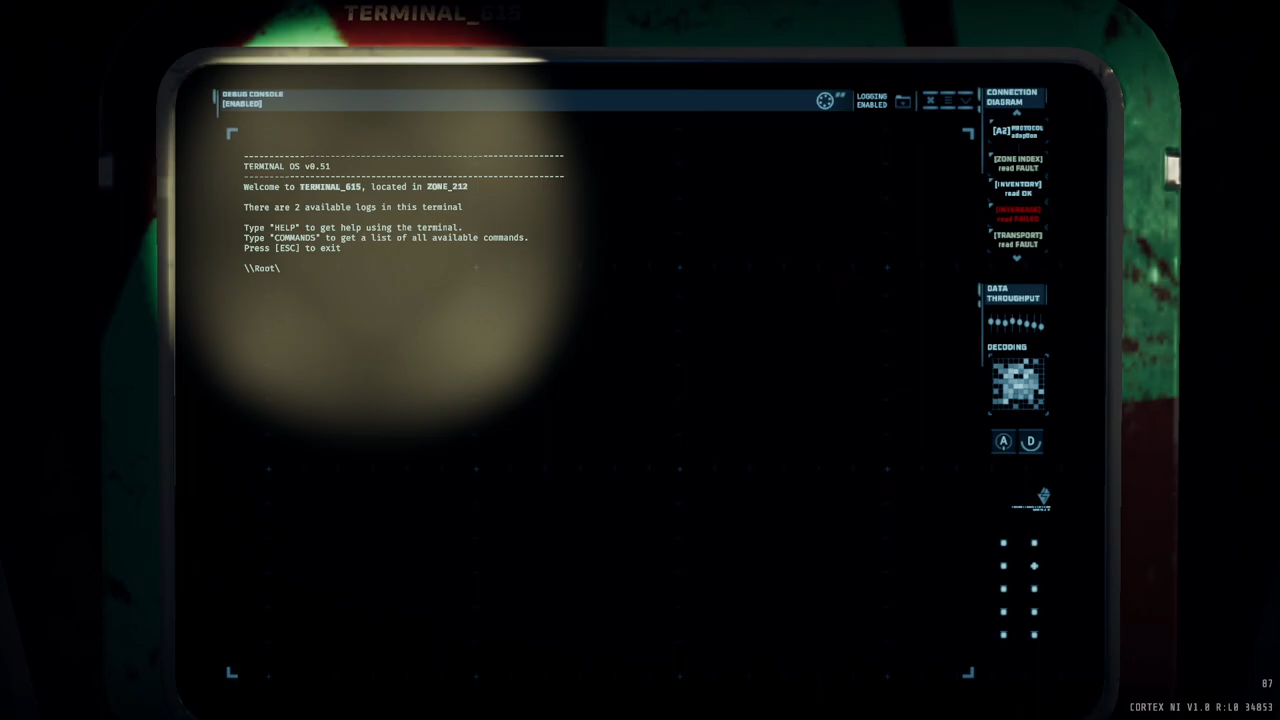 TERMINAL_615
DEBUG CONSOLE
[ENABLED]
LOGGING
ENABLED
CONNECTION
DIAGRAM
[A2] PROTOCOL
adaption
[ZONE INDEX]
read FAULT
[INVENTORY]
read OK
read FAILED
[TRANSPORT]
read FAULT
DATA
THROUGHPUT
DECODING
A D
--------------------------------------------------------------
TERMINAL OS v0.51
--------------------------------------------------------------
Welcome to TERMINAL_615, located in ZONE_212
There are 2 available logs in this terminal
Type "HELP" to get help using the terminal.
Type "COMMANDS" to get a list of all available commands.
Press [ESC] to exit
\\Root\
87
CORTEX NI V1.0 R:L0 34853